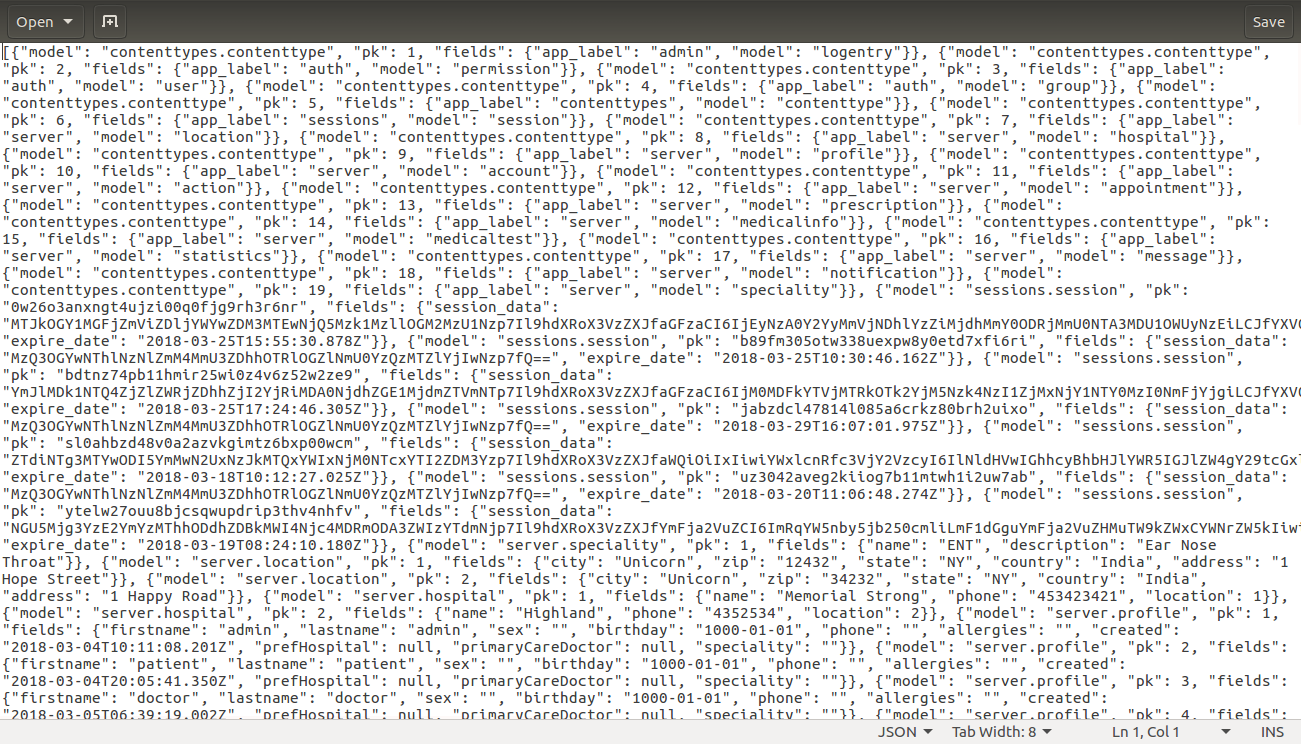 Open
Save
[{"model": "contenttypes.contenttype", "pk": 1, "fields": {"app_label": "admin", "model": "logentry"}}, {"model": "contenttypes.contenttype",
"pk": 2, "fields": {"app_label": "auth", "model": "permission"}}, {"model": "contenttypes.contenttype", "pk": 3, "fields": {"app_label":
"auth", "model": "user"}}, {"model": "contenttypes.contenttype", "pk": 4, "fields": {"app_label": "auth", "model": "group"}}, {"model":
"contenttypes.contenttype", "pk": 5, "fields": {"app_label": "contenttypes", "model": "contenttype"}}, {"model": "contenttypes.contenttype",
"pk": 6, "fields": {"app_label": "sessions", "model": "session"}}, {"model": "contenttypes.contenttype", "pk": 7, "fields": {"app_label":
"server", "model": "location"}}, {"model": "contenttypes.contenttype", "pk": 8, "fields": {"app_label": "server", "model": "hospital"}},
{"model": "contenttypes.contenttype", "pk": 9, "fields": {"app_label": "server", "model": "profile"}}, {"model": "contenttypes.contenttype",
"pk": 10, "fields": {"app_label": "server", "model": "account"}}, {"model": "contenttypes.contenttype", "pk": 11, "fields": {"app_label":
"server", "model": "action"}}, {"model": "contenttypes.contenttype", "pk": 12, "fields": {"app_label": "server", "model": "appointment"}},
{"model": "contenttypes.contenttype", "pk": 13, "fields": {"app_label": "server", "model": "prescription"}}, {"model":
"contenttypes.contenttype", "pk": 14, "fields": {"app_label": "server", "model": "medicalinfo"}}, {"model": "contenttypes.contenttype", "pk":
15, "fields": {"app_label": "server", "model": "medicaltest"}}, {"model": "contenttypes.contenttype", "pk": 16, "fields": {"app_label":
"server", "model": "statistics"}}, {"model": "contenttypes.contenttype", "pk": 17, "fields": {"app_label": "server", "model": "message"}},
{"model": "contenttypes.contenttype", "pk": 18, "fields": {"app_label": "server", "model": "notification"}}, {"model":
"contenttypes.contenttype", "pk": 19, "fields": {"app_label": "server", "model": "speciality"}}, {"model": "sessions.session", "pk":
"0w26o3anxngt4ujzi00q0fjg9rh3r6nr", "fields": {"session_data":
"MTJkOGY1MGFjZmViZDljYWYwZDM3MTEwNjQ5Mzk1MzllOGM2MzU1Nzp7Il9hdXRoX3VzZXJfaGFzaCI6IjEyNzA0Y2YyMmVjNDhlYzZiMjdhMmY0ODRjMmU0NTA3MDU1OWUyNzEiLCJfYXV0
"expire_date": "2018-03-25T15:55:30.878Z"}}, {"model": "sessions.session", "pk": "b89fm305otw338uexpw8y0etd7xfi6ri", "fields": {"session_data":
"MzQ3OGYwNThlNzNlZmM4MmU3ZDhhOTRlOGZlNmU0YzQzMTZlYjIwNzp7fQ==", "expire_date": "2018-03-25T10:30:46.162Z"}}, {"model": "sessions.session",
"pk": "bdtnz74pb11hmir25wi0z4v6z52w2ze9", "fields": {"session_data":
"YmJlMDk1NTQ4ZjZlZWRjZDhhZjI2YjRiMDA0NjdhZGE1MjdmZTVmNTp7Il9hdXRoX3VzZXJfaGFzaCI6IjM0MDFkYTVjMTRkOTk2YjM5Nzk4NzI1ZjMxNjY1NTY0MzI0NmFjYjgiLCJfYXV0
"expire_date": "2018-03-25T17:24:46.305Z"}}, {"model": "sessions.session", "pk": "jabzdcl47814l085a6crkz80brh2uixo", "fields": {"session_data":
"MzQ3OGYwNThlNzNlZmM4MmU3ZDhhOTRlOGZlNmU0YzQzMTZlYjIwNzp7fQ==", "expire_date": "2018-03-29T16:07:01.975Z"}}, {"model": "sessions.session",
"pk": "sl0ahbzd48v0a2azvkgimtz6bxp00wcm", "fields": {"session_data":
"ZTdiNTg3MTYwODI5YmMwN2UxNzJkMTQxYWIxNjM0NTcxYTI2ZDM3Yzp7Il9hdXRoX3VzZXJfaWQiOiIxIiwiYWxlcnRfc3VjY2VzcyI6IlNldHVwIGhhcyBhbHJlYWR5IGJlZW4gY29tcGxl
"expire_date": "2018-03-18T10:12:27.025Z"}}, {"model": "sessions.session", "pk": "uz3042aveg2kiiog7b11mtwh1i2uw7ab", "fields": {"session_data":
"MzQ3OGYwNThlNzNlZmM4MmU3ZDhhOTRlOGZlNmU0YzQzMTZlYjIwNzp7fQ==", "expire_date": "2018-03-20T11:06:48.274Z"}}, {"model": "sessions.session",
"pk": "ytelw27ouu8bjcsqwupdrip3thv4nhfv", "fields": {"session_data":
"NGU5Mjg3YzE2YmYzMThhODdhZDBkMWI4Njc4MDRmODA3ZWIzYTdmNjp7Il9hdXRoX3VzZXJfYmFja2VuZCI6ImRqYW5nby5jb250cmliLmF1dGguYmFja2VuZHMuTW9kZWxCYWNrZW5kIiwi
"expire_date": "2018-03-19T08:24:10.180Z"}}, {"model": "server.speciality", "pk": 1, "fields": {"name": "ENT", "description": "Ear Nose
Throat"}}, {"model": "server.location", "pk": 1, "fields": {"city": "Unicorn", "zip": "12432", "state": "NY", "country": "India", "address": "1
Hope Street"}}, {"model": "server.location", "pk": 2, "fields": {"city": "Unicorn", "zip": "34232", "state": "NY", "country": "India",
"address": "1 Happy Road"}}, {"model": "server.hospital", "pk": 1, "fields": {"name": "Memorial Strong", "phone": "453423421", "location": 1}},
{"model": "server.hospital", "pk": 2, "fields": {"name": "Highland", "phone": "4352534", "location": 2}}, {"model": "server.profile", "pk": 1,
"fields": {"firstname": "admin", "lastname": "admin", "sex": "", "birthday": "1000-01-01", "phone": "", "allergies": "", "created":
"2018-03-04T10:11:08.201Z", "prefHospital": null, "primaryCareDoctor": null, "speciality": ""}}, {"model": "server.profile", "pk": 2, "fields":
{"firstname": "patient", "lastname": "patient", "sex": "", "birthday": "1000-01-01", "phone": "", "allergies": "", "created":
"2018-03-04T20:05:41.350Z", "prefHospital": null, "primaryCareDoctor": null, "speciality": ""}}, {"model": "server.profile", "pk": 3, "fields":
{"firstname": "doctor", "lastname": "doctor", "sex": "", "birthday": "1000-01-01", "phone": "", "allergies": "", "created":
"2018-03-05T06:39:19.002Z", "prefHospital": null, "primaryCareDoctor": null, "speciality": ""}}, {"model": "server.profile", "pk": 4, "fields":
JSON
Tab Width: 8
Ln 1, Col 1
INS